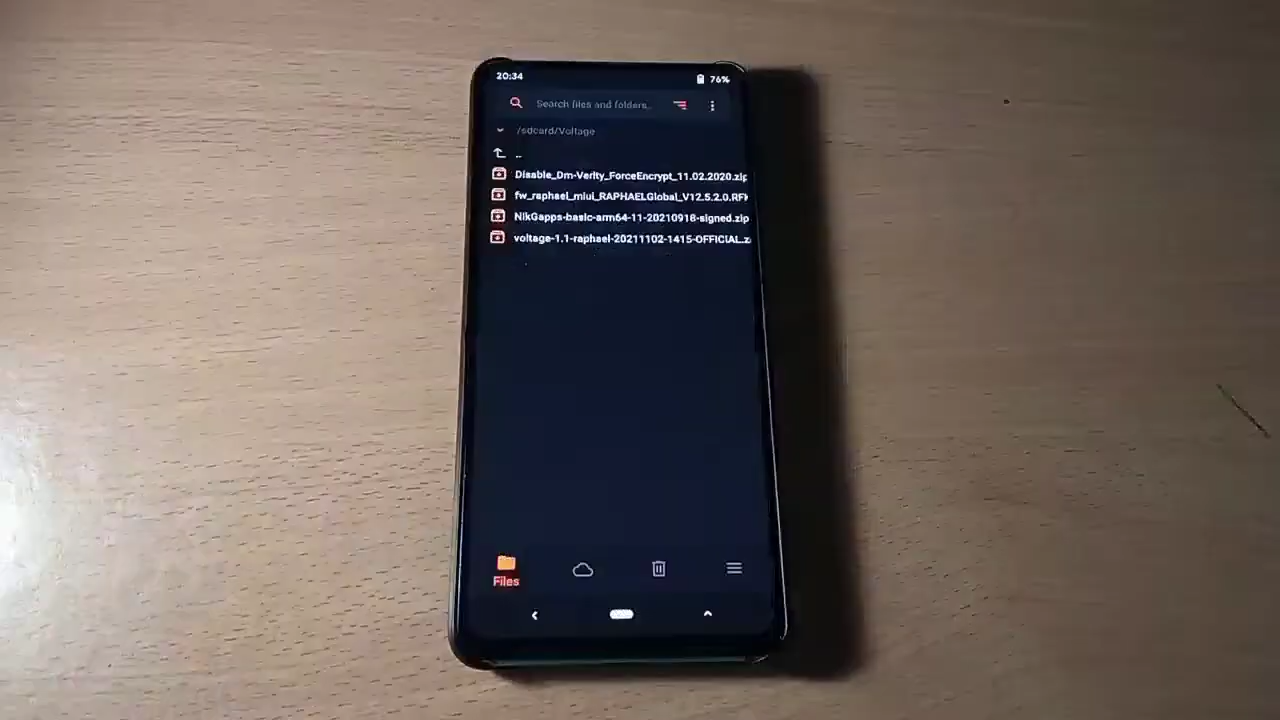 20:34
76%
Search files and folders..
/sdcard/Voltage
..
Disable_Dm-Verity_ForceEncrypt_11.02.2020.zip
fw_raphael_miui_RAPHAELGlobal_V12.5.2.0.RFK
NikGapps-basic-arm64-11-20210918-signed.zip
voltage-1.1-raphael-20211102-1415-OFFICIAL.z
Files